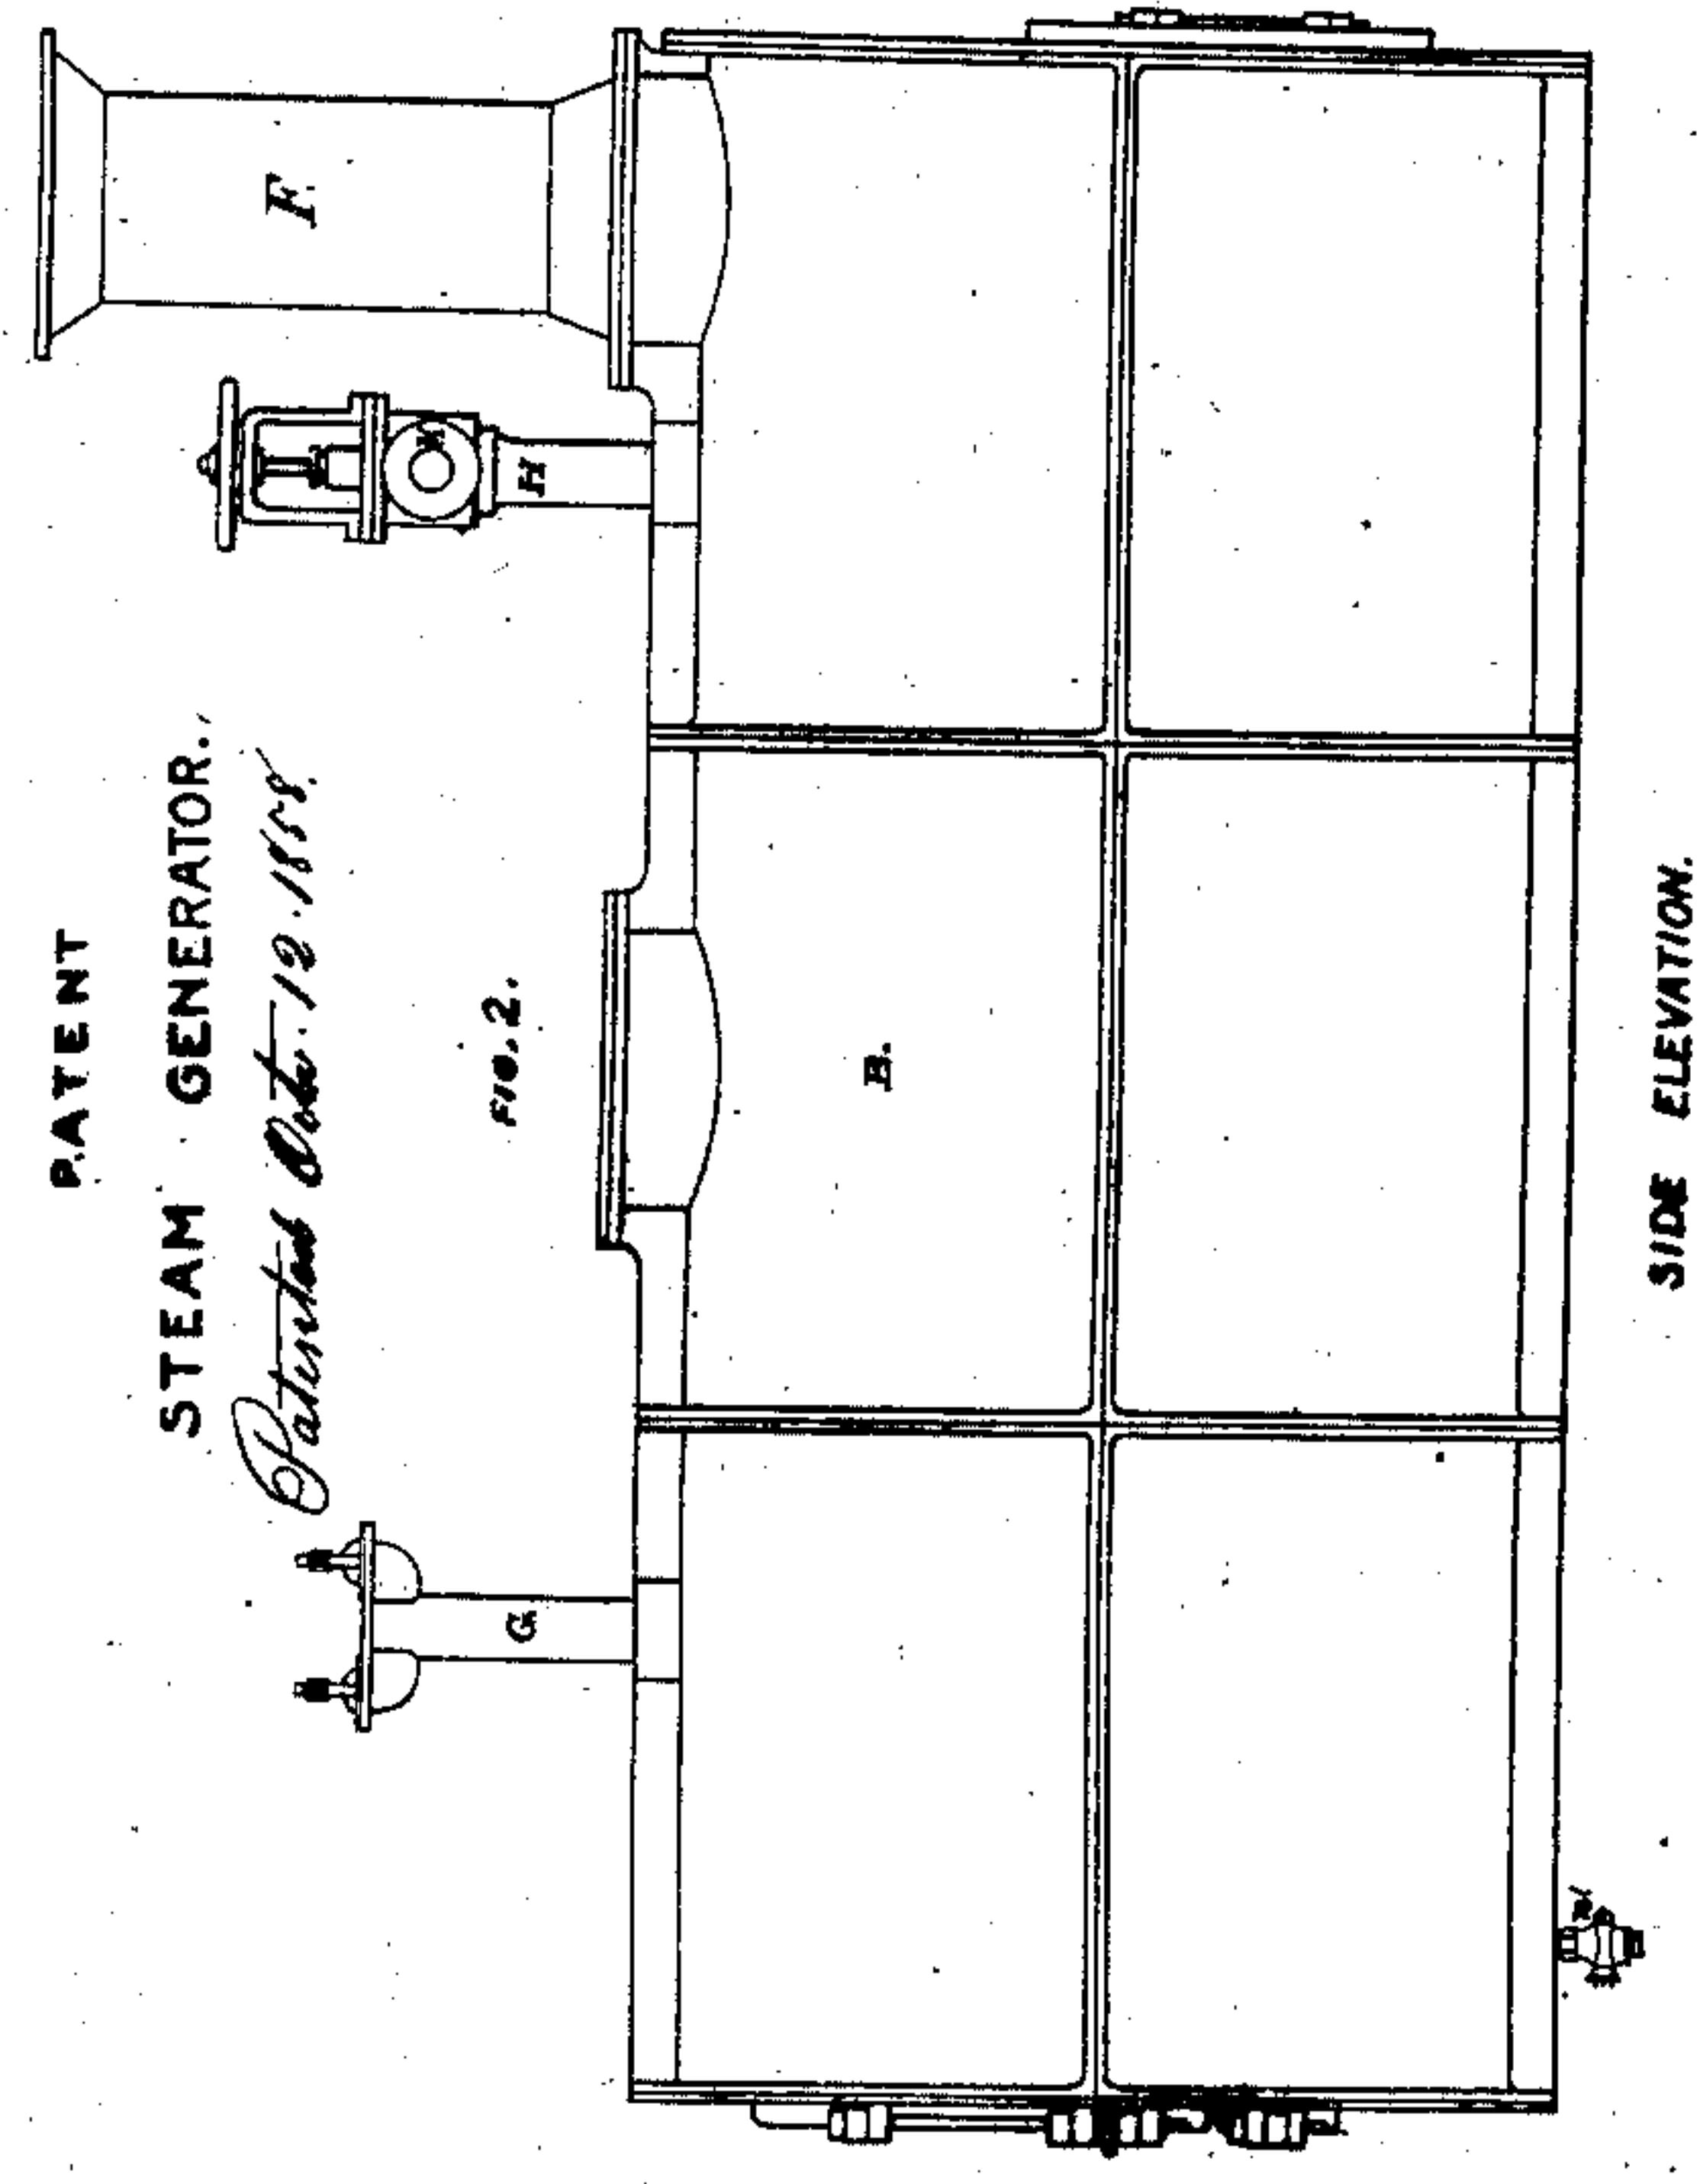 PATENT
STEAM GENERATOR.
Patented Oct. 12. 1858.
FIG. 2.
G.
H
F.
B.
SIDE ELEVATION.